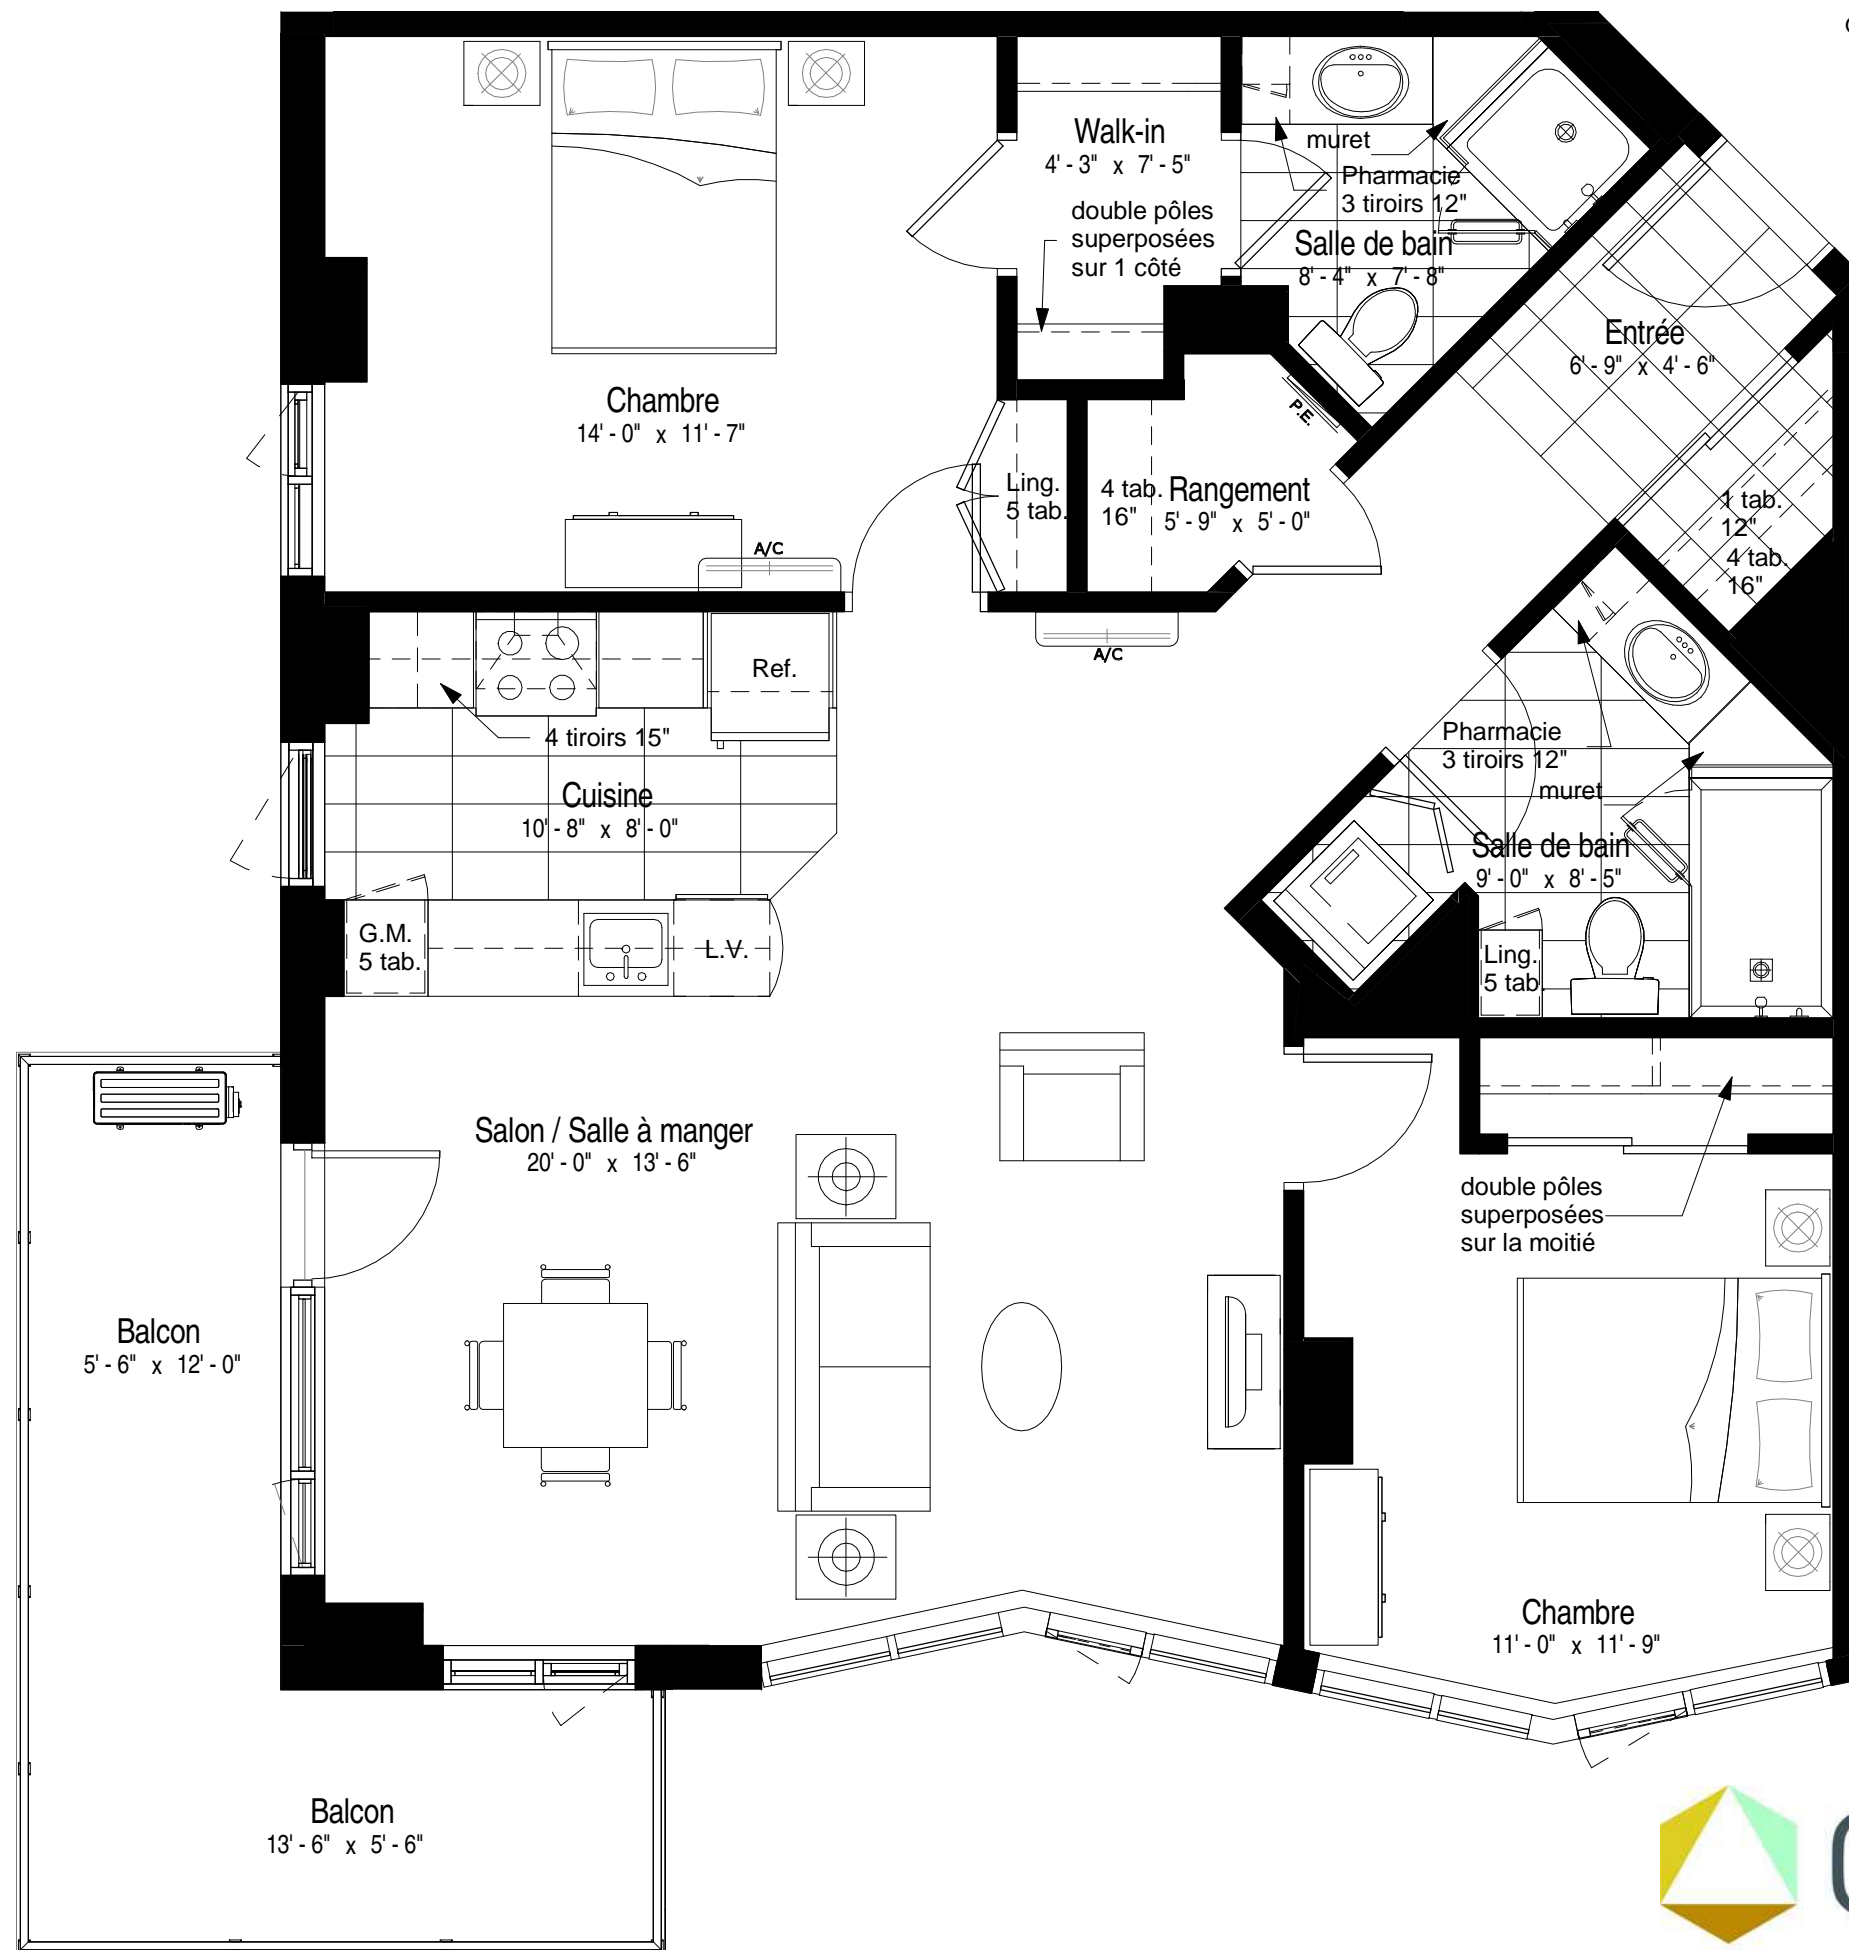 Walk-in
4'-3" x 7'-5"
double pôles
superposées
sur 1 côté
muret
Pharmacie
3 tiroirs 12"
Salle de bain
8'-4" x 7'-8"
Entrée
6'-9" x 4'-6"
Chambre
14'-0" x 11'-7"
P.E.
Ling.
5 tab.
4 tab.
16"
Rangement
5'-9" x 5'-0"
1 tab.
12"
4 tab.
16"
A/C
A/C
Ref.
4 tiroirs 15"
Cuisine
10'-8" x 8'-0"
Pharmacie
3 tiroirs 12"
muret
Salle de bain
9'-0" x 8'-5"
G.M.
5 tab.
L.V.
Ling.
5 tab.
Salon / Salle à manger
20'-0" x 13'-6"
double pôles
superposées
sur la moitié
Balcon
5'-6" x 12'-0"
Chambre
11'-0" x 11'-9"
Balcon
13'-6" x 5'-6"